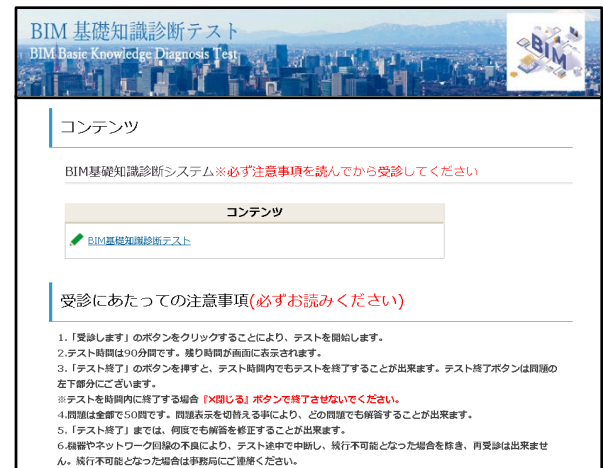 BIM 基礎知識診断テスト
BIM Basic Knowledge Diagnosis Test
BIM
コンテンツ
BIM基礎知識診断システム※必ず注意事項を読んでから受診してください
コンテンツ
BIM基礎知識診断テスト
受診にあたっての注意事項(必ずお読みください)
1.「受診します」のボタンをクリックすることにより、テストを開始します。
2.テスト時間は90分間です。残り時間が画面に表示されます。
3.「テスト終了」のボタンを押すと、テスト時間内でもテストを終了することが出来ます。テスト終了ボタンは問題の
左下部分にございます。
※テストを時間内に終了する場合『×閉じる』ボタンで終了させないでください。
4.問題は全部で50問です。問題表示を切替える事により、どの問題でも解答することが出来ます。
5.「テスト終了」までは、何度でも解答を修正することが出来ます。
6.機器やネットワーク回線の不良により、テスト途中で中断し、続行不可能となった場合を除き、再受診は出来ませ
ん。続行不可能となった場合は事務局にご連絡ください。